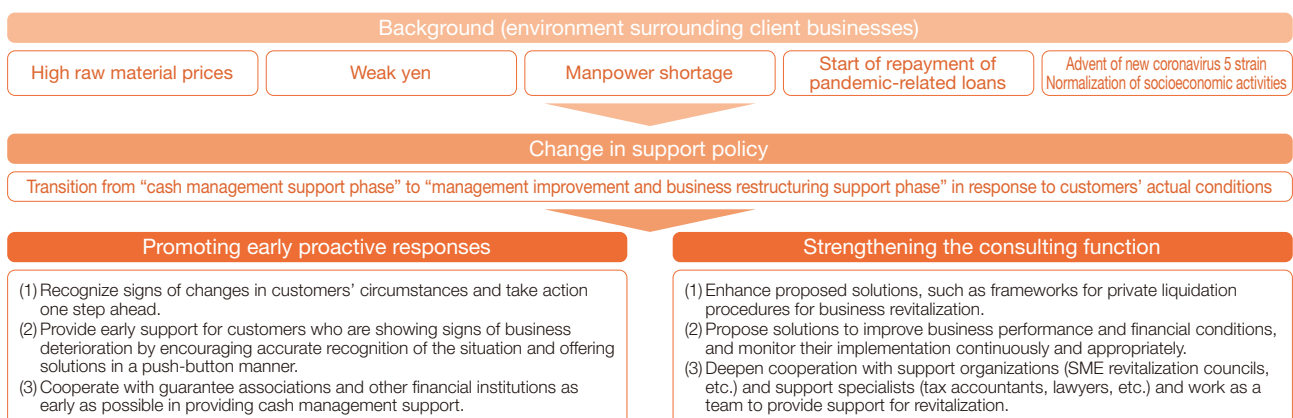 Background (environment surrounding client businesses)
High raw material prices
Weak yen
Manpower shortage
Start of repayment of
pandemic-related loans
Advent of new coronavirus 5 strain
Normalization of socioeconomic activities
Change in support policy
Transition from “cash management support phase” to “management improvement and business restructuring support phase” in response to customers’ actual conditions
Promoting early proactive responses
(1) Recognize signs of changes in customers’ circumstances and take action
one step ahead.
(2) Provide early support for customers who are showing signs of business
deterioration by encouraging accurate recognition of the situation and offering
solutions in a push-button manner.
(3) Cooperate with guarantee associations and other financial institutions as
early as possible in providing cash management support.
Strengthening the consulting function
(1) Enhance proposed solutions, such as frameworks for private liquidation
procedures for business revitalization.
(2) Propose solutions to improve business performance and financial conditions,
and monitor their implementation continuously and appropriately.
(3) Deepen cooperation with support organizations (SME revitalization councils,
etc.) and support specialists (tax accountants, lawyers, etc.) and work as a
team to provide support for revitalization.